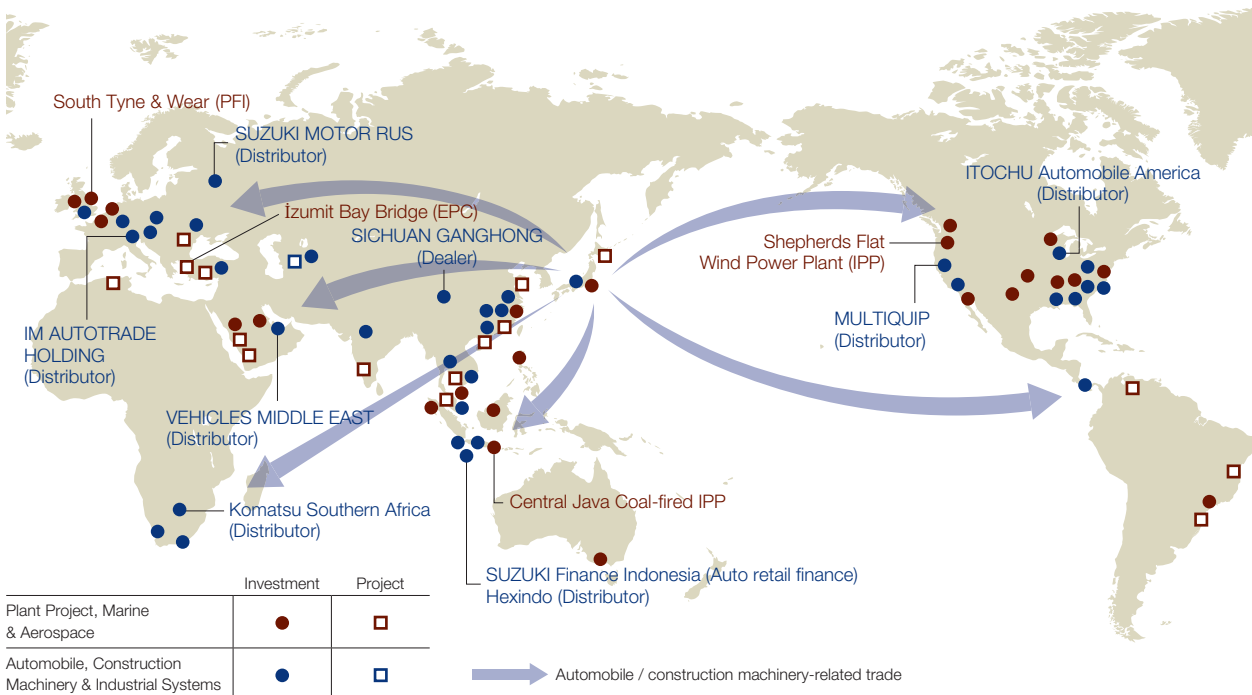 South Tyne & Wear (PFI)
SUZUKI MOTOR RUS
(Distributor)
İzumit Bay Bridge (EPC)
SICHUAN GANGHONG
(Dealer)
IM AUTOTRADE
HOLDING
(Distributor)
VEHICLES MIDDLE EAST
(Distributor)
Komatsu Southern Africa
(Distributor)
Central Java Coal-fired IPP
SUZUKI Finance Indonesia (Auto retail finance)
Hexindo (Distributor)
ITOCHU Automobile America
(Distributor)
Shepherds Flat
Wind Power Plant (IPP)
MULTIQUIP
(Distributor)
Investment
Project
Plant Project, Marine
& Aerospace
Automobile, Construction
Machinery & Industrial Systems
Automobile / construction machinery-related trade